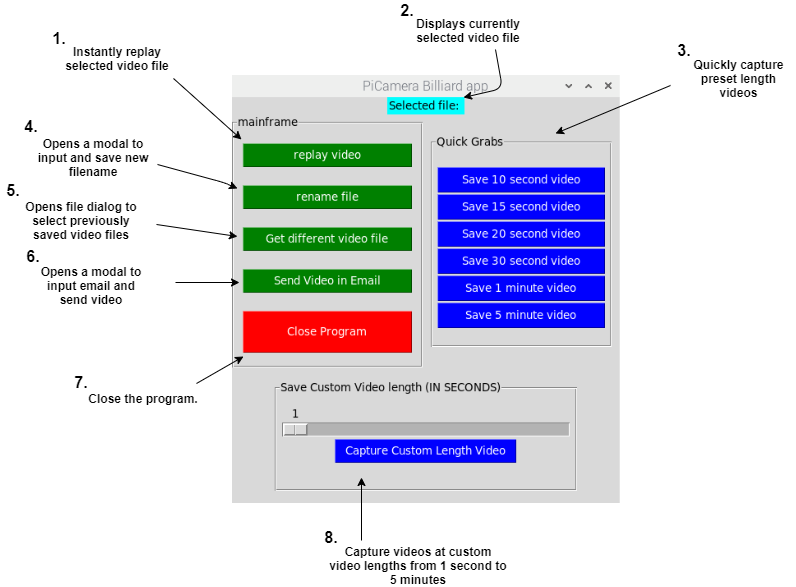 2.
Displays currently
selected video file
1.
Instantly replay
selected video file
3.
Quickly capture
preset length
videos
PiCamera Billiard app
Selected file:
mainframe
replay video
rename file
Get different video file
Send Video in Email
Close Program
Quick Grabs
Save 10 second video
Save 15 second video
Save 20 second video
Save 30 second video
Save 1 minute video
Save 5 minute video
4.
Opens a modal to
input and save new
filename
5.
Opens file dialog to
select previously
saved video files
6.
Opens a modal to
input email and
send video
7.
Close the program.
Save Custom Video length (IN SECONDS)
1
Capture Custom Length Video
8.
Capture videos at custom
video lengths from 1 second to
5 minutes